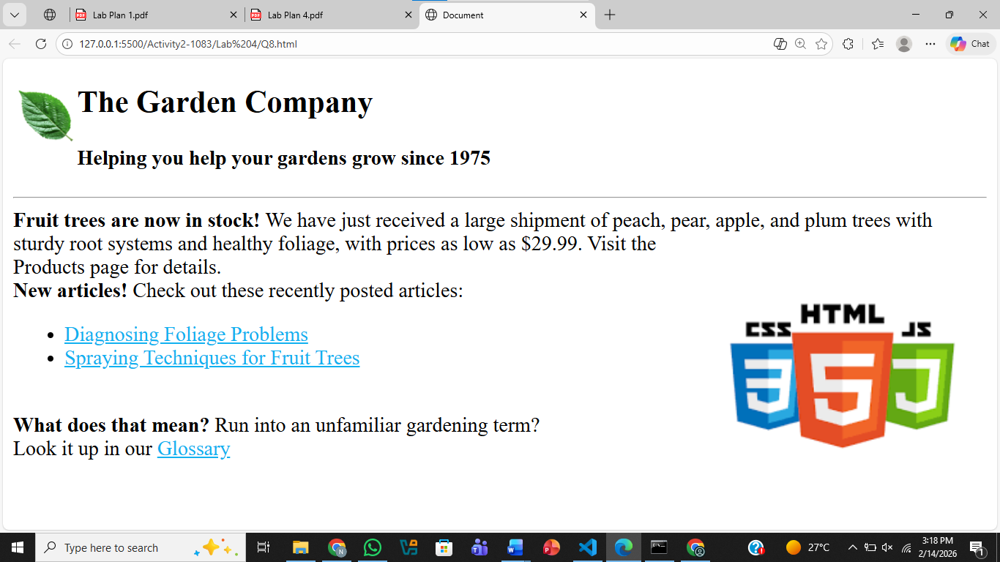 Lab Plan 1.pdf
Lab Plan 4.pdf
Document
127.0.0.1:5500/Activity2-1083/Lab%204/Q8.html
Chat
The Garden Company
Helping you help your gardens grow since 1975
Fruit trees are now in stock! We have just received a large shipment of peach, pear, apple, and plum trees with
sturdy root systems and healthy foliage, with prices as low as $29.99. Visit the
Products page for details.
New articles! Check out these recently posted articles:
Diagnosing Foliage Problems
Spraying Techniques for Fruit Trees
CSS HTML JS
What does that mean? Run into an unfamiliar gardening term?
Look it up in our Glossary
Type here to search
27°C
3:18 PM
2/14/2026
1